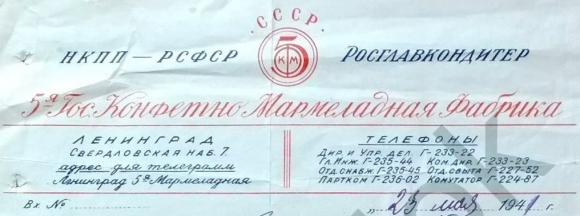 СССР
НКПП — РСФСР
5 ФКМ
РОСГЛАВКОНДИТЕР
5я Гос. Конфетно Мармеладная Фабрика
ЛЕНИНГРАД
СВЕРДЛОВСКАЯ НАБ. 7
адрес для телеграмм
Ленинград 5я Мармеладная
ТЕЛЕФОНЫ
Дир. и Упр. дел. Г-233-22
Гл. Инж. Г-235-44 Ком. дир. Г-233-23
Отд. снабж. Г-235-45 Отд. сбыта Г-227-52
Партком Г-236-02 Комутатор Г-224-87
Вх №
„23 мая 1941 г.